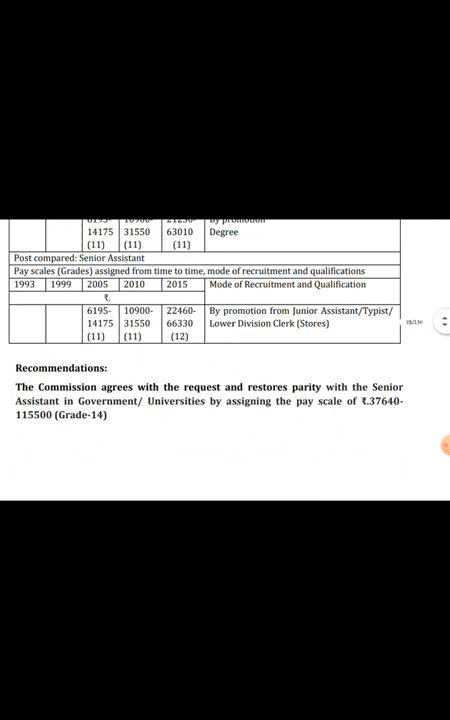 14175 31550 63010 Degree
(11) (11) (11)
Post compared: Senior Assistant
Pay scales (Grades) assigned from time to time, mode of recruitment and qualifications
1993 1999 2005 2010 2015 Mode of Recruitment and Qualification
₹.
6195- 10900- 22460- By promotion from Junior Assistant/Typist/
14175 31550 66330 Lower Division Clerk (Stores)
(11) (11) (12)
Recommendations:
The Commission agrees with the request and restores parity with the Senior
Assistant in Government/ Universities by assigning the pay scale of ₹.37640-
115500 (Grade-14)